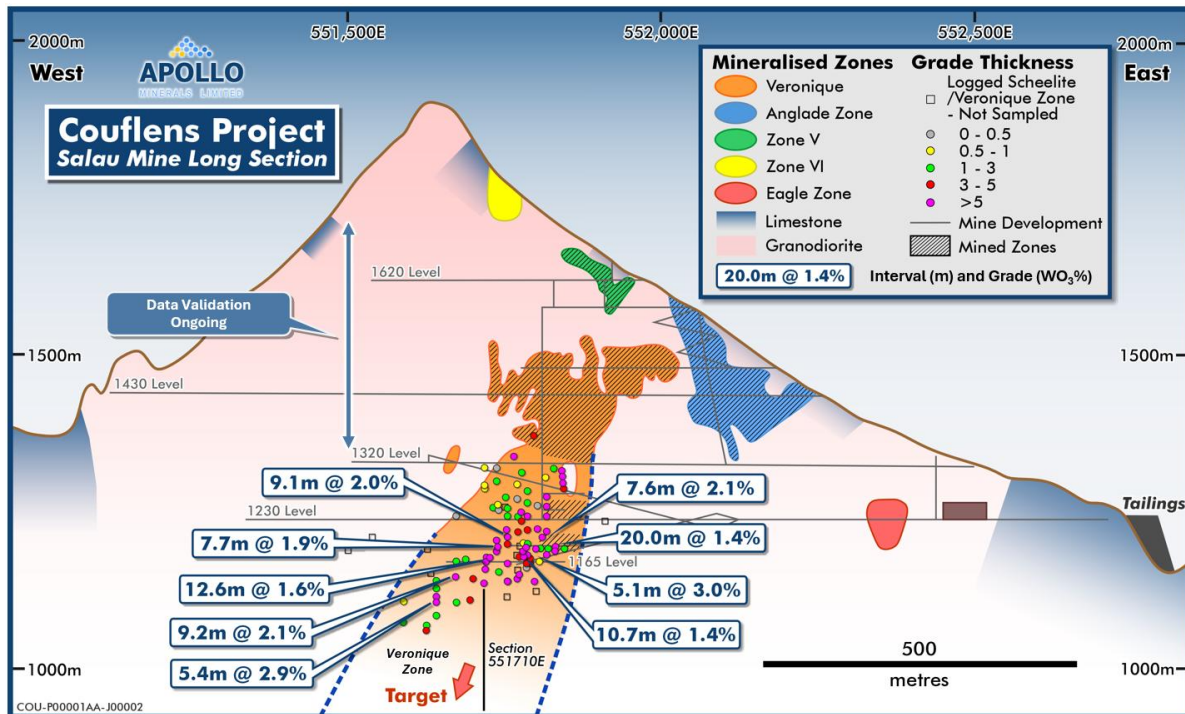 551,500E
552,000E
552,500E
2000m
2000m
West
East
APOLLO
MINERALS LIMITED
Couflens Project
Salau Mine Long Section
Mineralised Zones
Veronique
Anglade Zone
Zone V
Zone VI
Eagle Zone
Limestone
Granodiorite
Grade Thickness
Logged Scheelite
/Veronique Zone
- Not Sampled
0 - 0.5
0.5 - 1
1 - 3
3 - 5
>5
Mine Development
Mined Zones
20.0m @ 1.4%
Interval (m) and Grade (WO₃%)
1620 Level
Data Validation
Ongoing
1500m
1500m
1430 Level
1320 Level
9.1m @ 2.0%
7.6m @ 2.1%
1230 Level
7.7m @ 1.9%
20.0m @ 1.4%
Tailings
1165 Level
12.6m @ 1.6%
5.1m @ 3.0%
9.2m @ 2.1%
10.7m @ 1.4%
5.4m @ 2.9%
Veronique
Zone
Section
551710E
Target
500
metres
1000m
1000m
COU-P00001AA-J00002